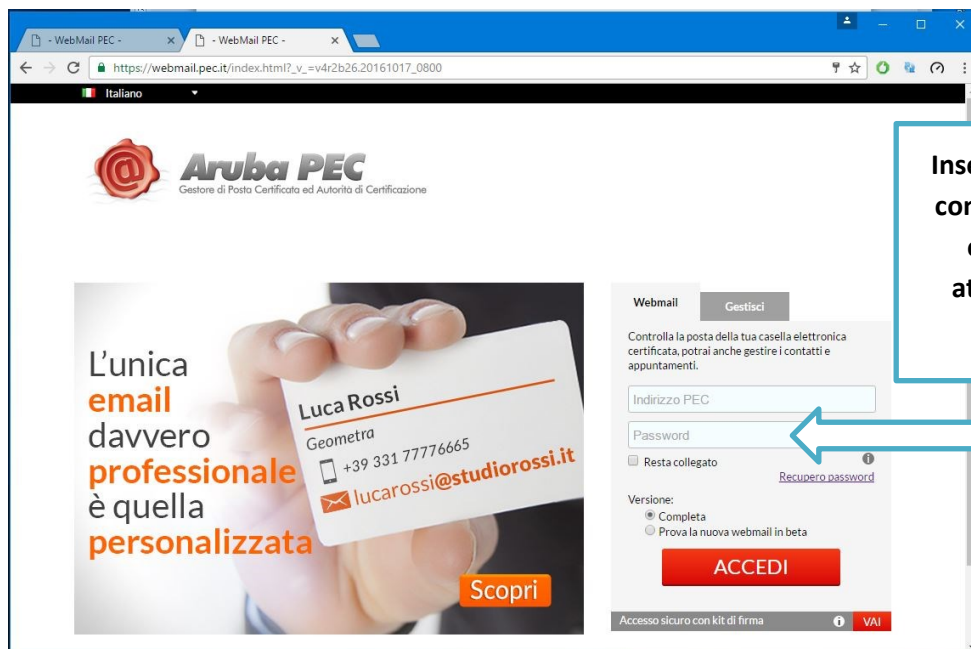 - WebMail PEC -
- WebMail PEC -
https://webmail.pec.it/index.html?_v_=v4r2b26.20161017_0800
Italiano
Aruba PEC
Gestore di Posta Certificata ed Autorità di Certificazione
L'unica
email
davvero
professionale
è quella
personalizzata
Luca Rossi
Geometra
+39 331 77776665
lucarossi@studiorossi.it
Scopri
Webmail
Gestisci
Controlla la posta della tua casella elettronica
certificata, potrai anche gestire i contatti e
appuntamenti.
Indirizzo PEC
Password
Resta collegato
Recupero password
Versione:
Completa
Prova la nuova webmail in beta
ACCEDI
Accesso sicuro con kit di firma
VAI